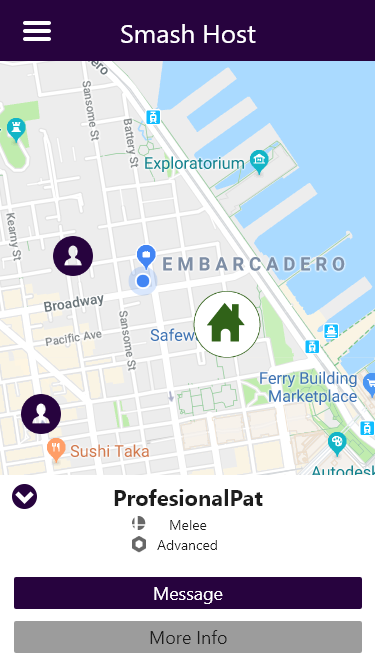 Smash Host
Embarcadero
Sansome St
Battery St
Exploratorium
Kearny St
EMBARCADERO
Broadway
Sansome St
Pacific Ave
Safew
Ferry Building
Marketplace
Sushi Taka
Autodesk
ProfesionalPat
Melee
Advanced
Message
More Info